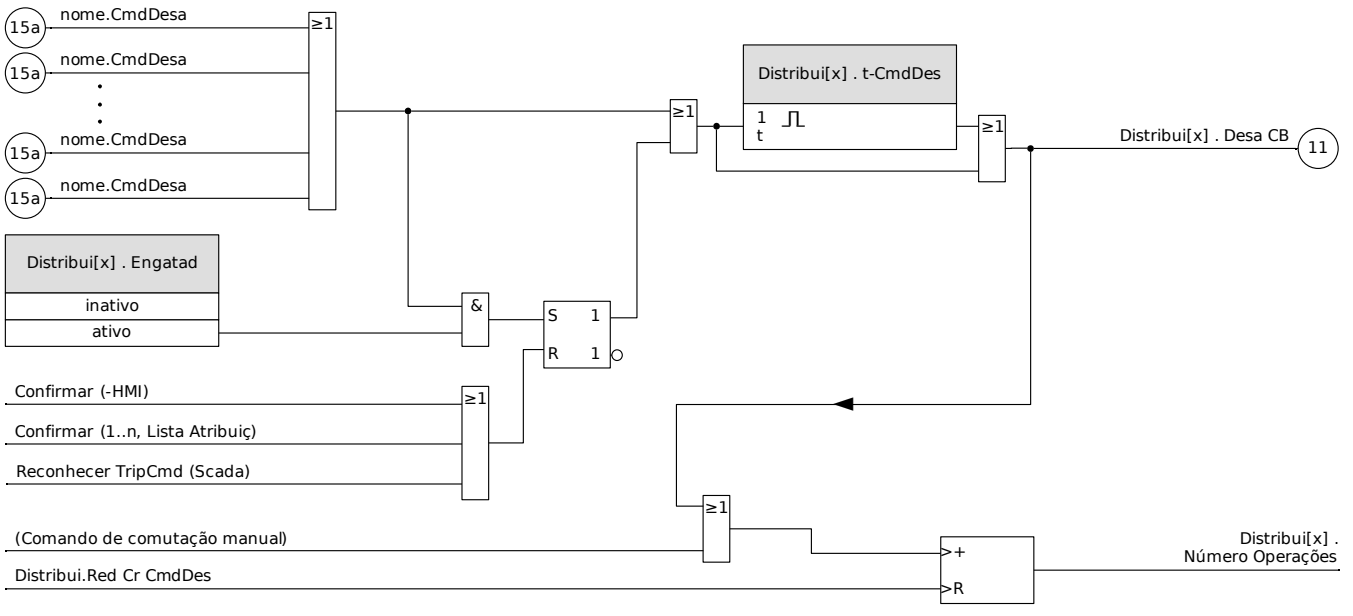 15a nome.CmdDesa
≥1
15a nome.CmdDesa
Distribui[x] . t-CmdDes
≥1
1
t
≥1
15a nome.CmdDesa
Distribui[x] . Desa CB 11
15a nome.CmdDesa
Distribui[x] . Engatad
inativo
ativo
&
S 1
R 1
Confirmar (-HMI)
≥1
Confirmar (1..n, Lista Atribuiç)
Reconhecer TripCmd (Scada)
≥1
(Comando de comutação manual)
Distribui[x] .
Número Operações
>+
Distribui.Red Cr CmdDes
>R